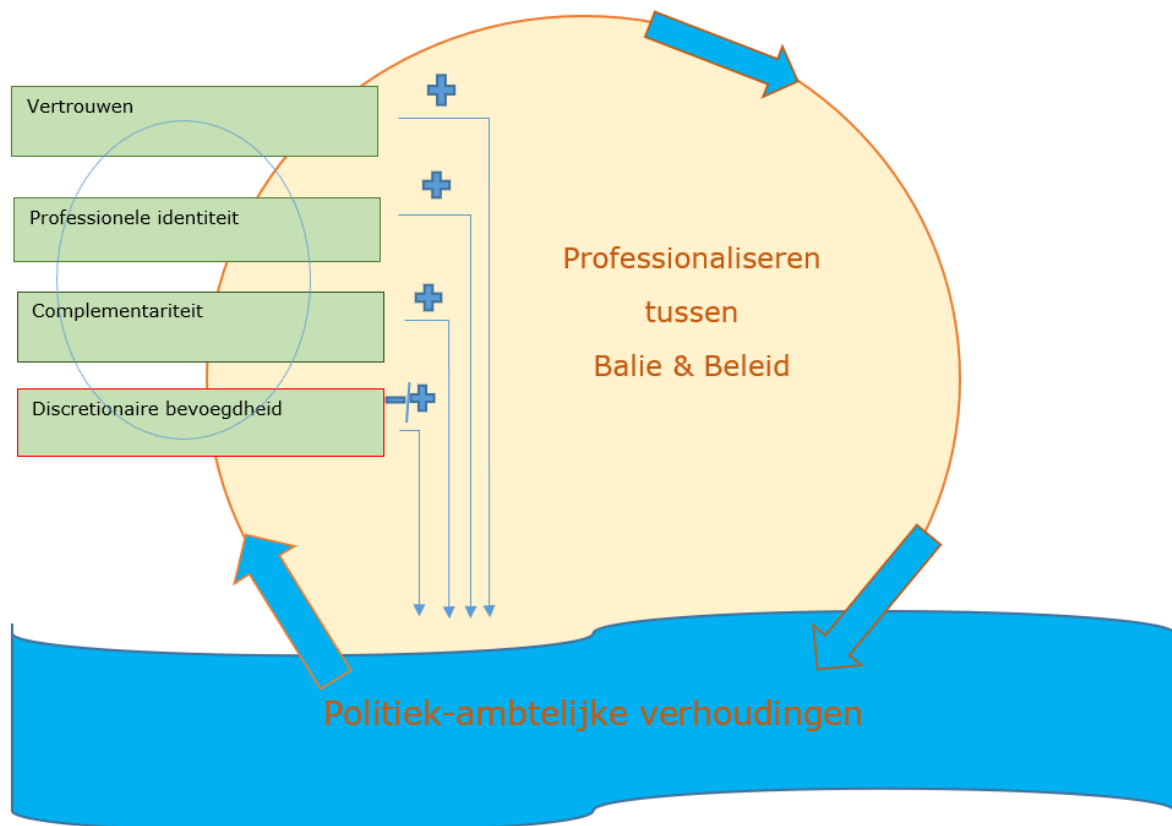 Vertrouwen
Professionele identiteit
Complementariteit
Discretionaire bevoegdheid
Professionaliseren
tussen
Balie & Beleid
Politiek-ambtelijke verhoudingen